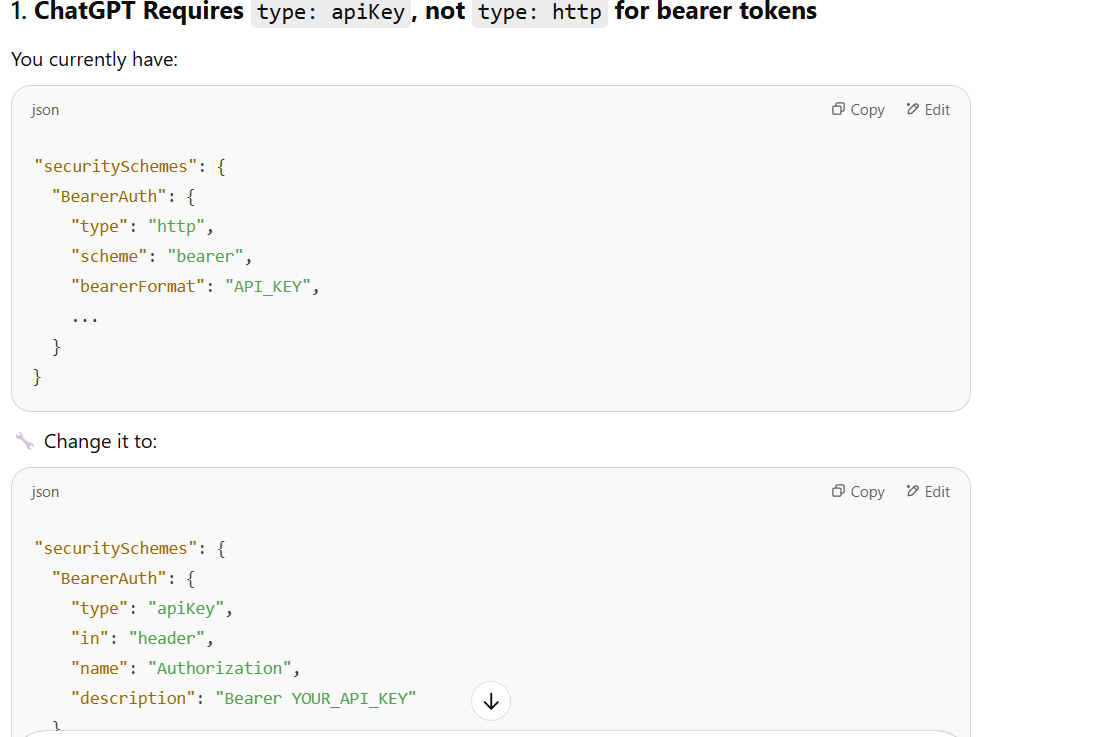 1. ChatGPT Requires type: apiKey, not type: http for bearer tokens
You currently have:
json
Copy
Edit
"securitySchemes": {
"BearerAuth": {
"type": "http",
"scheme": "bearer",
"bearerFormat": "API_KEY",
...
}
}
🔧 Change it to:
json
Copy
Edit
"securitySchemes": {
"BearerAuth": {
"type": "apiKey",
"in": "header",
"name": "Authorization",
"description": "Bearer YOUR_API_KEY"
}